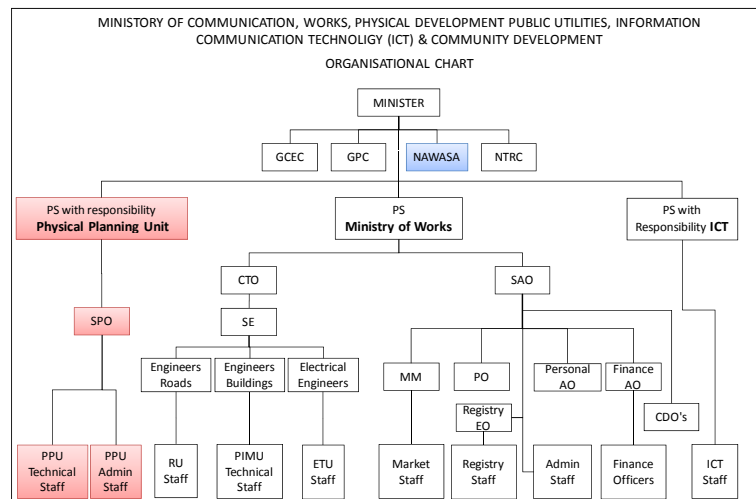 MINISTORY OF COMMUNICATION, WORKS, PHYSICAL DEVELOPMENT PUBLIC UTILITIES, INFORMATION
COMMUNICATION TECHNOLIGY (ICT) & COMMUNITY DEVELOPMENT
ORGANISATIONAL CHART
MINISTER
GCEC
GPC
NAWASA
NTRC
PS with responsibility
Physical Planning Unit
PS
Ministry of Works
PS with
Responsibility ICT
CTO
SAO
SPO
SE
Engineers
Roads
Engineers
Buildings
Electrical
Engineers
MM
PO
Personal
AO
Finance
AO
Registry
EO
CDO's
PPU
Technical
Staff
PPU
Admin
Staff
RU
Staff
PIMU
Technical
Staff
ETU
Staff
Market
Staff
Registry
Staff
Admin
Staff
Finance
Officers
ICT
Staff